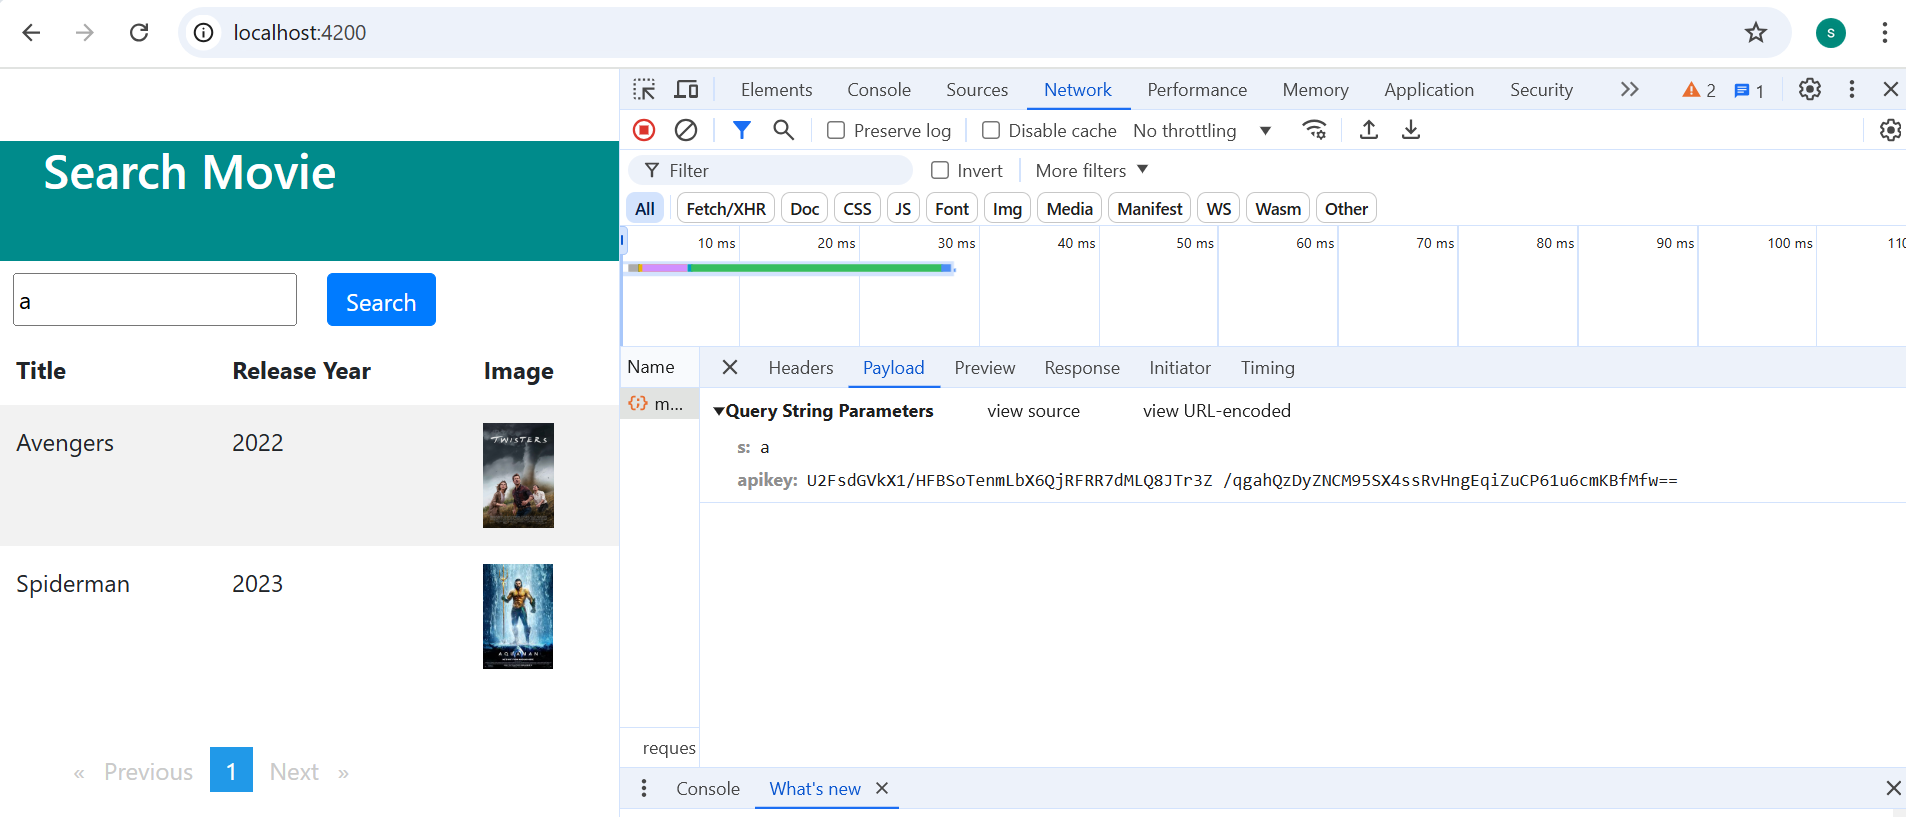 localhost:4200
S
Search Movie
a
Search
Title Release Year Image
Avengers 2022
TWISTERS
Spiderman 2023
AQUAMAN
« Previous 1 Next »
Elements Console Sources Network Performance Memory Application Security 2 1
Preserve log Disable cache No throttling
Filter Invert More filters
All Fetch/XHR Doc CSS JS Font Img Media Manifest WS Wasm Other
10 ms 20 ms 30 ms 40 ms 50 ms 60 ms 70 ms 80 ms 90 ms 100 ms 110
Name Headers Payload Preview Response Initiator Timing
m... Query String Parameters view source view URL-encoded
s: a
apikey: U2FsdGVkX1/HFBSoTenmLbX6QjRFRR7dMLQ8JTr3Z /qgahQzDyZNCM95SX4ssRvHngEqiZuCP61u6cmKBfMfw==
reques
Console What's new